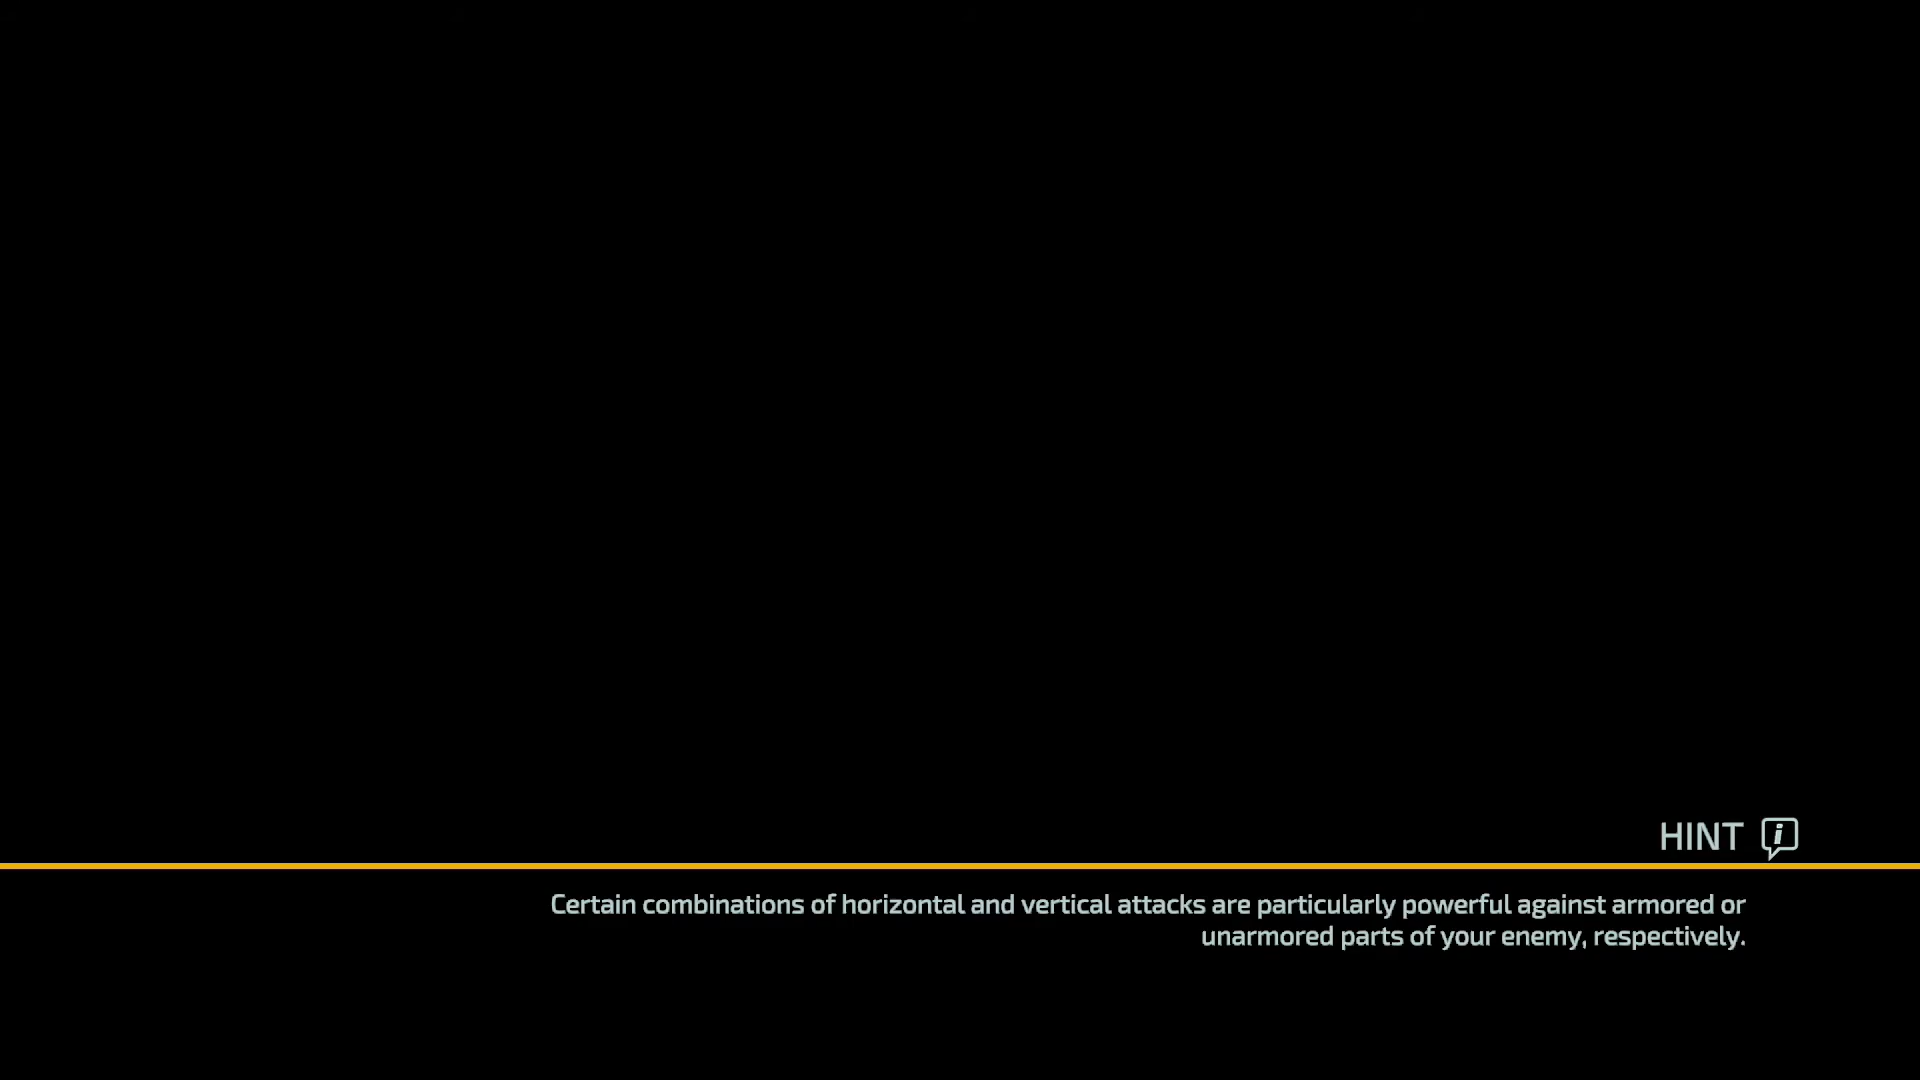 HINT
Certain combinations of horizontal and vertical attacks are particularly powerful against armored or
unarmored parts of your enemy, respectively.